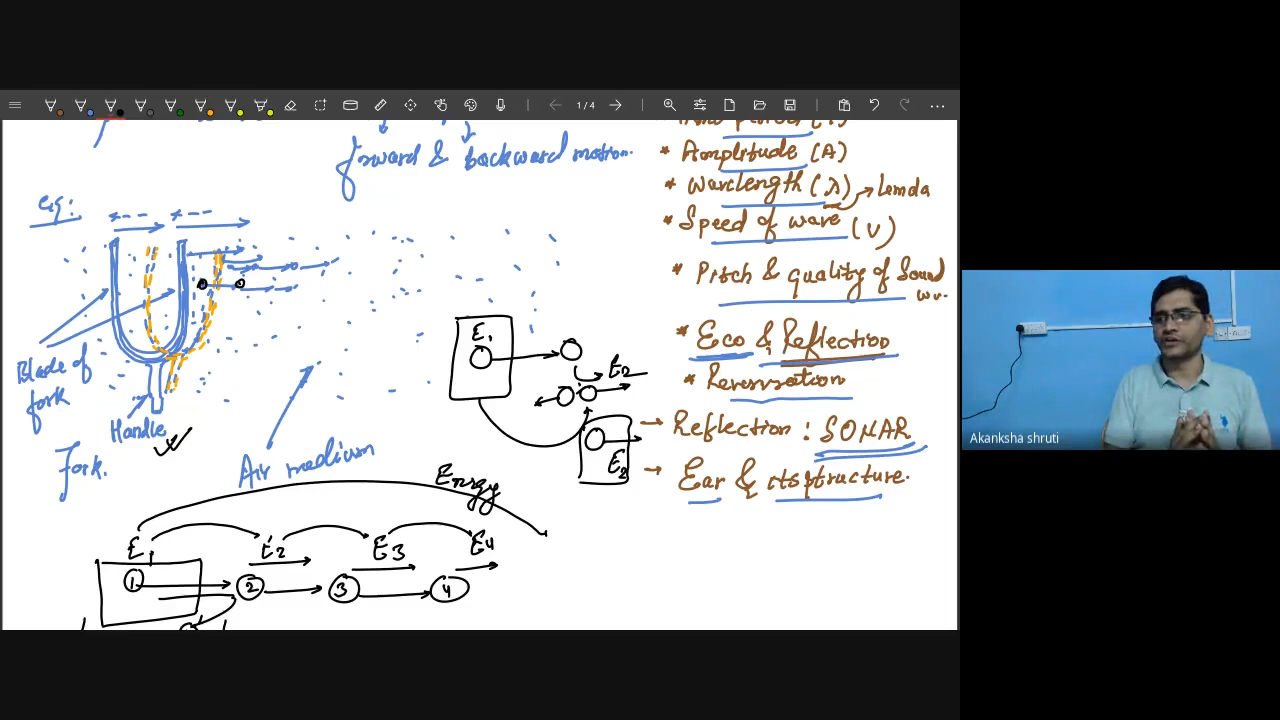 1/4
forward & backward motion.
eg:
Blade of
fork
Handle
Fork.
Air medium
E1
E2
E2
Energy
E1
E2
E3
E4
1
2
3
4
* Amplitude (A)
* Wavelength (λ) → Lemda
* Speed of wave (v)
* Pitch & quality of Sound
* Eco & Reflection
→ Reflection : SONAR
→ Ear & its structure.
Akanksha shruti